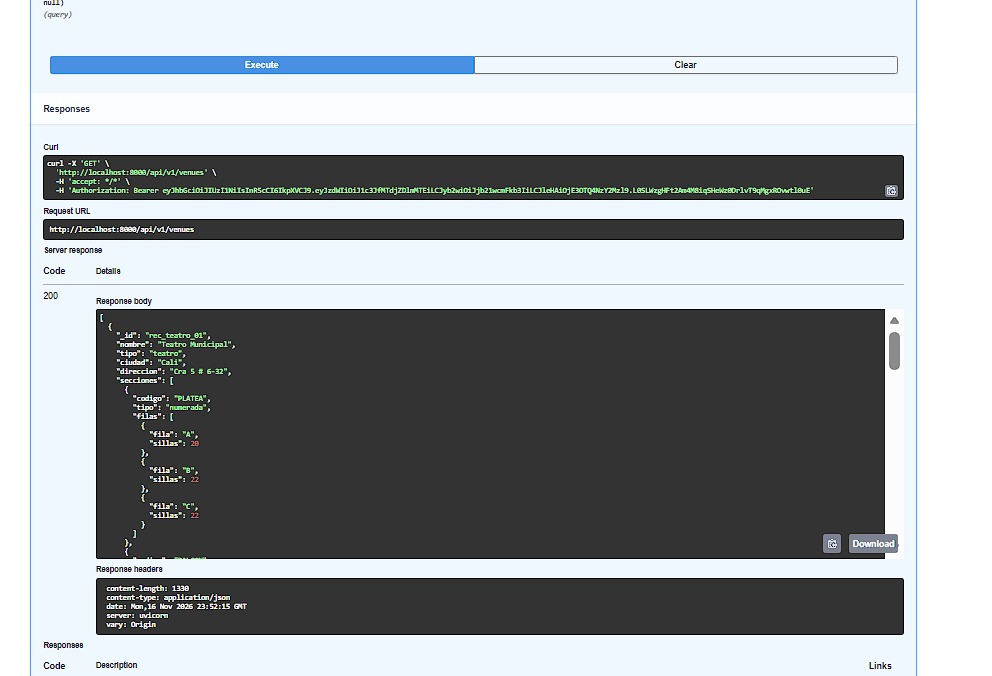 null)
(query)
Execute
Clear
Responses
Curl
curl -X 'GET' \
'http://localhost:8000/api/v1/venues' \
-H 'accept: */*' \
-H 'Authorization: Bearer
Request URL
http://localhost:8000/api/v1/venues
Server response
Code
Details
200
Response body
[
{
"_id": "rec_teatro_01",
"nombre": "Teatro Municipal",
"tipo": "teatro",
"ciudad": "Cali",
"direccion": "Cra 5 # 6-32",
"secciones": [
{
"codigo": "PLATEA",
"tipo": "numerada",
"filas": [
{
"fila": "A",
"sillas": 20
},
{
"fila": "B",
"sillas": 22
},
{
"fila": "C",
"sillas": 22
}
]
},
{
Download
Response headers
content-length: 1330
content-type: application/json
date: Mon,16 Nov 2026 23:52:15 GMT
server: uvicorn
vary: Origin
Responses
Code
Description
Links